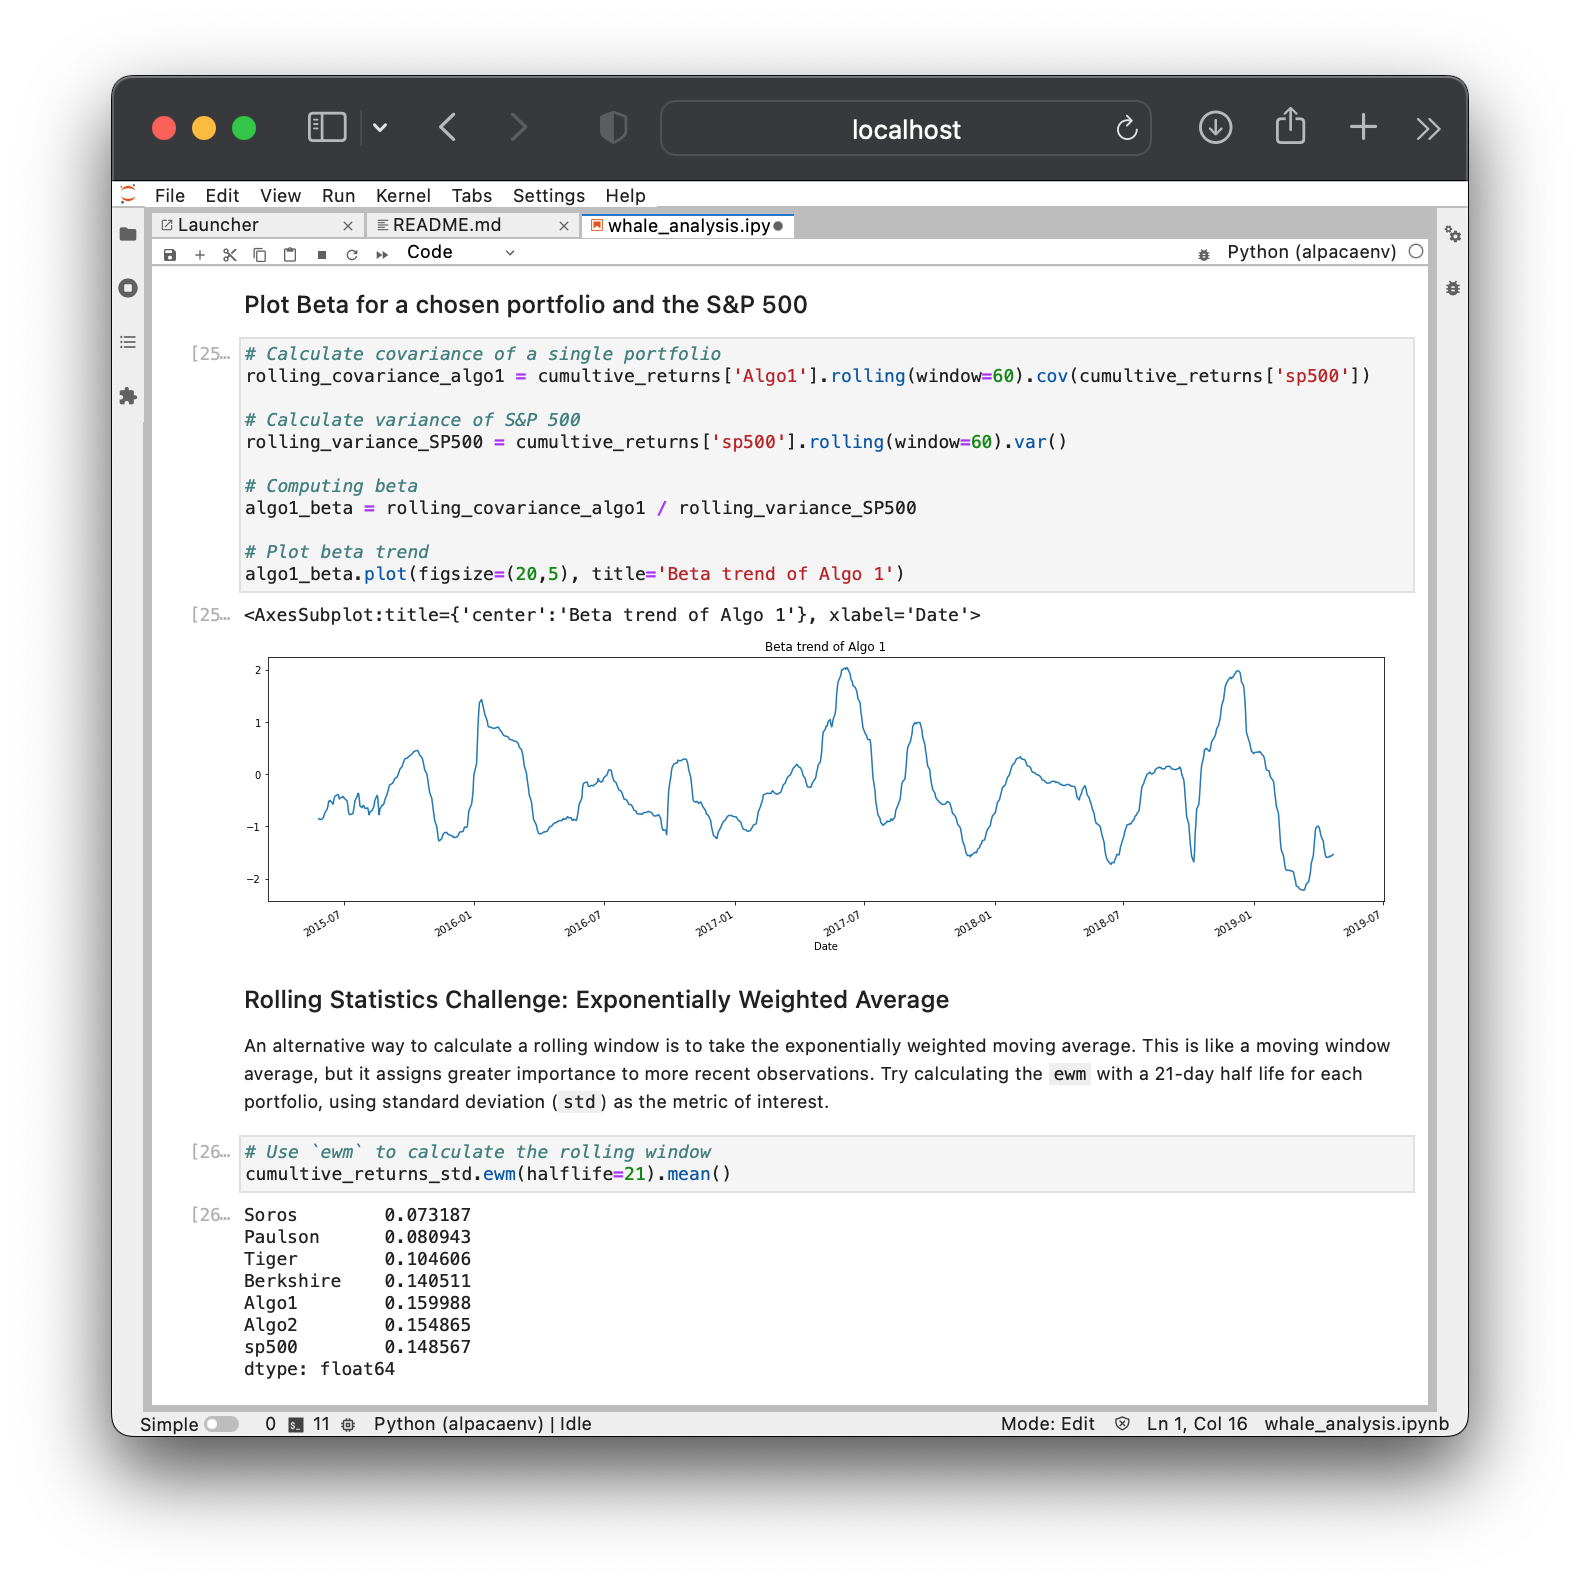 localhost
File Edit View Run Kernel Tabs Settings Help
Launcher README.md whale_analysis.ipy
Code Python (alpacaenv)
Plot Beta for a chosen portfolio and the S&P 500
[25… # Calculate covariance of a single portfolio
rolling_covariance_algo1 = cumultive_returns['Algo1'].rolling(window=60).cov(cumultive_returns['sp500'])
# Calculate variance of S&P 500
rolling_variance_SP500 = cumultive_returns['sp500'].rolling(window=60).var()
# Computing beta
algo1_beta = rolling_covariance_algo1 / rolling_variance_SP500
# Plot beta trend
algo1_beta.plot(figsize=(20,5), title='Beta trend of Algo 1')
[25… <AxesSubplot:title={'center':'Beta trend of Algo 1'}, xlabel='Date'>
Beta trend of Algo 1
2
1
0
−1
−2
2015-07 2016-01 2016-07 2017-01 2017-07 2018-01 2018-07 2019-01 2019-07
Date
Rolling Statistics Challenge: Exponentially Weighted Average
An alternative way to calculate a rolling window is to take the exponentially weighted moving average. This is like a moving window
average, but it assigns greater importance to more recent observations. Try calculating the ewm with a 21-day half life for each
portfolio, using standard deviation ( std ) as the metric of interest.
[26… # Use `ewm` to calculate the rolling window
cumultive_returns_std.ewm(halflife=21).mean()
[26… Soros 0.073187
Paulson 0.080943
Tiger 0.104606
Berkshire 0.140511
Algo1 0.159988
Algo2 0.154865
sp500 0.148567
dtype: float64
Simple 0 11 Python (alpacaenv) | Idle Mode: Edit Ln 1, Col 16 whale_analysis.ipynb